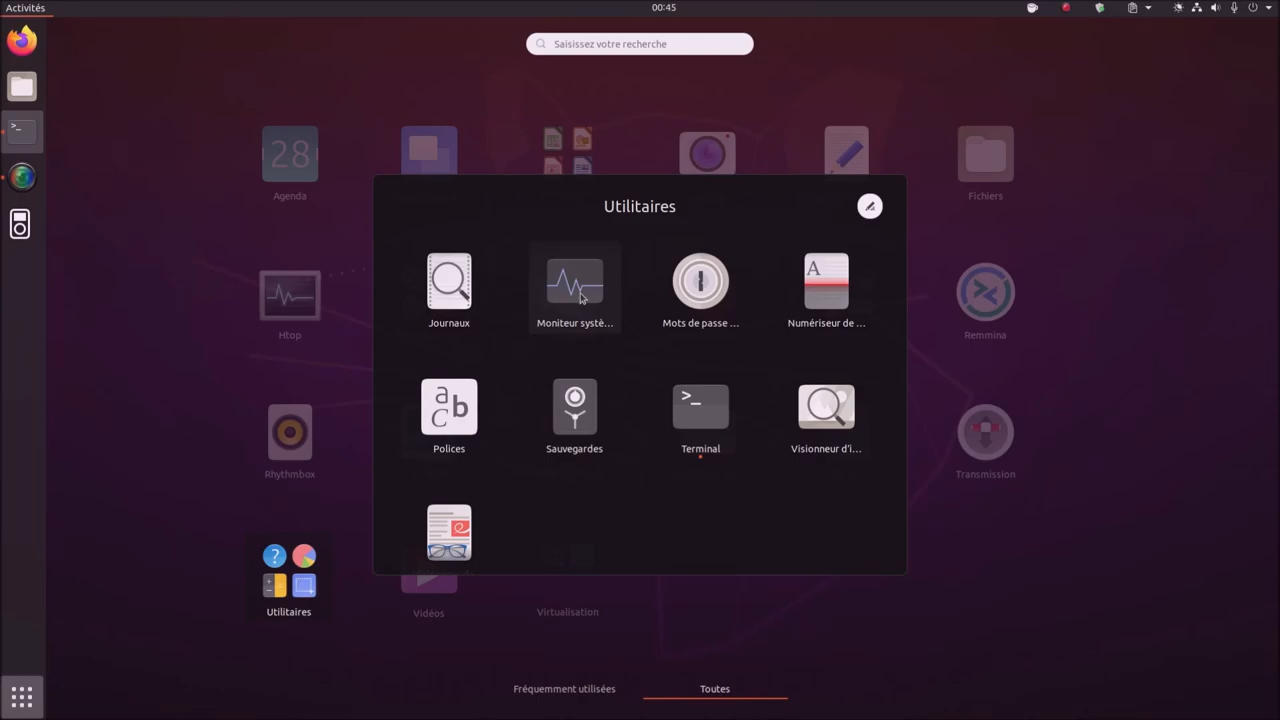 Activités
00:45
Saisissez votre recherche
28
Agenda
Fichiers
Utilitaires
Journaux
Moniteur systè…
Mots de passe …
A
Numériseur de …
Htop
Remmina
a b C
Polices
Sauvegardes
>_
Terminal
Visionneur d'i…
Rhythmbox
Transmission
?
Utilitaires
Vidéos
Virtualisation
Fréquemment utilisées
Toutes